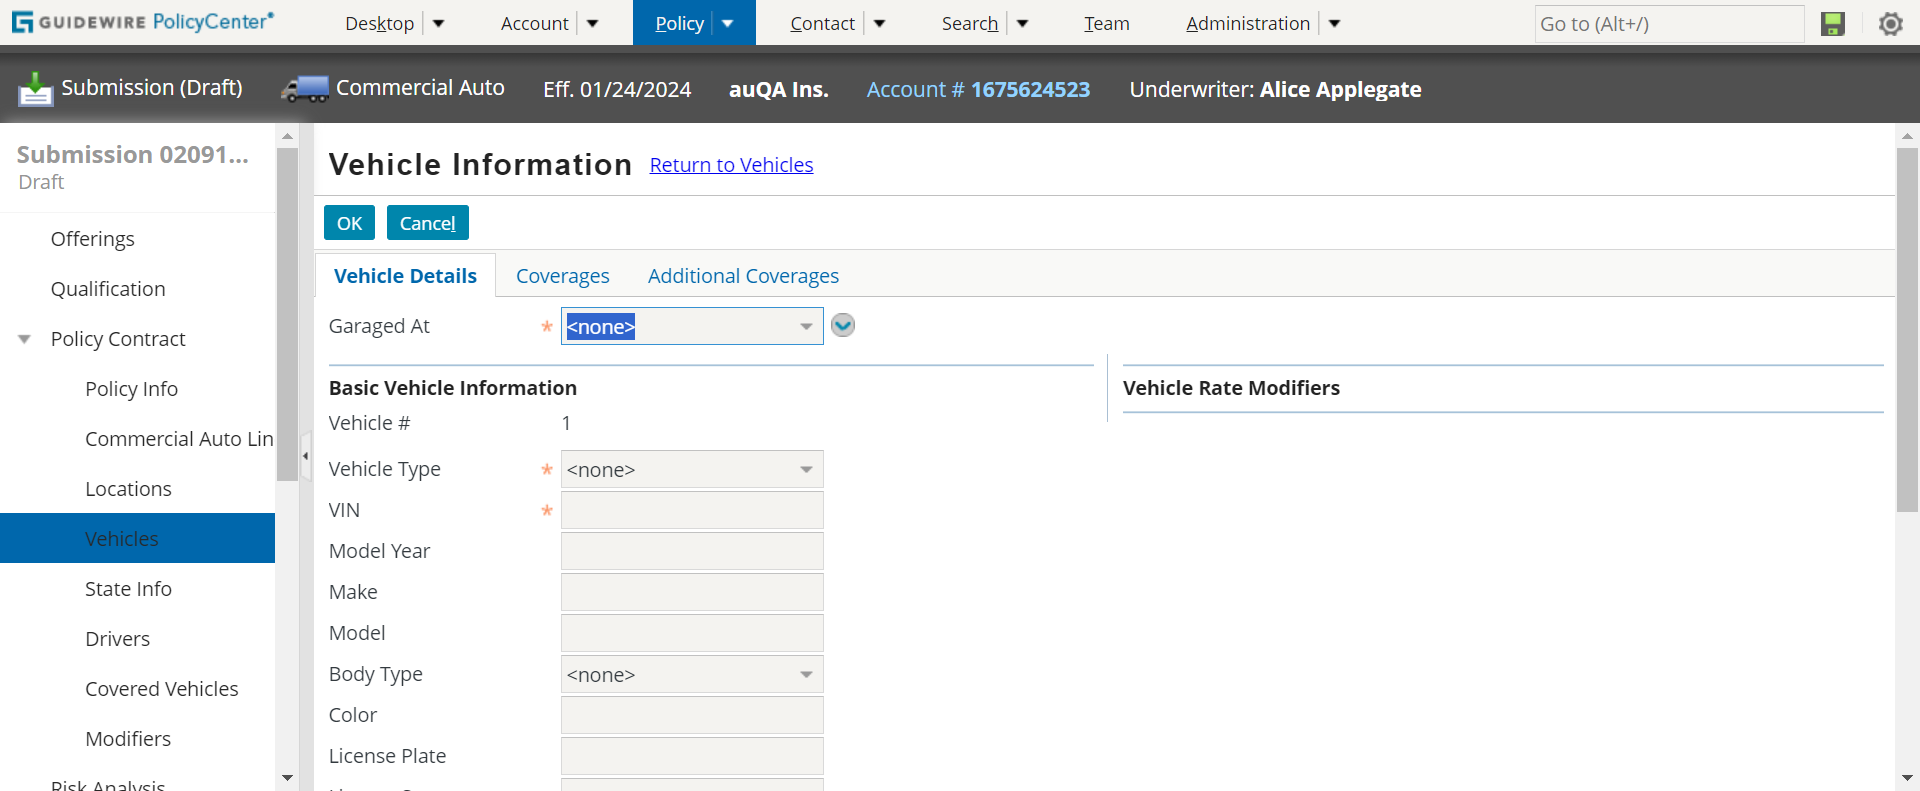 GUIDEWIRE PolicyCenter®
Desktop
Account
Policy
Contact
Search
Team
Administration
Go to (Alt+/)
Submission (Draft)
Commercial Auto
Eff. 01/24/2024
auQA Ins.
Account # 1675624523
Underwriter: Alice Applegate
Submission 02091...
Draft
Offerings
Qualification
Policy Contract
Policy Info
Commercial Auto Lin
Locations
Vehicles
State Info
Drivers
Covered Vehicles
Modifiers
Risk Analysis
Vehicle Information
Return to Vehicles
OK
Cancel
Vehicle Details
Coverages
Additional Coverages
Garaged At * <none>
Basic Vehicle Information
Vehicle # 1
Vehicle Type * <none>
VIN *
Model Year
Make
Model
Body Type <none>
Color
License Plate
Vehicle Rate Modifiers